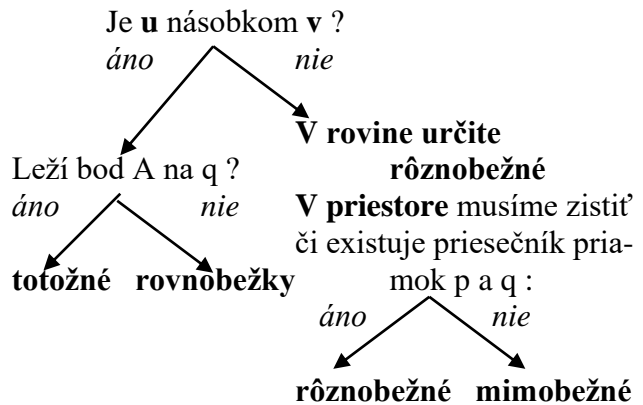 Je u násobkom v ?
áno nie
V rovine určite
Leží bod A na q ?
rôznobežné
áno nie
V priestore musíme zistiť
či existuje priesečník pria-
totožné rovnobežky
mok p a q :
áno nie
rôznobežné mimobežné